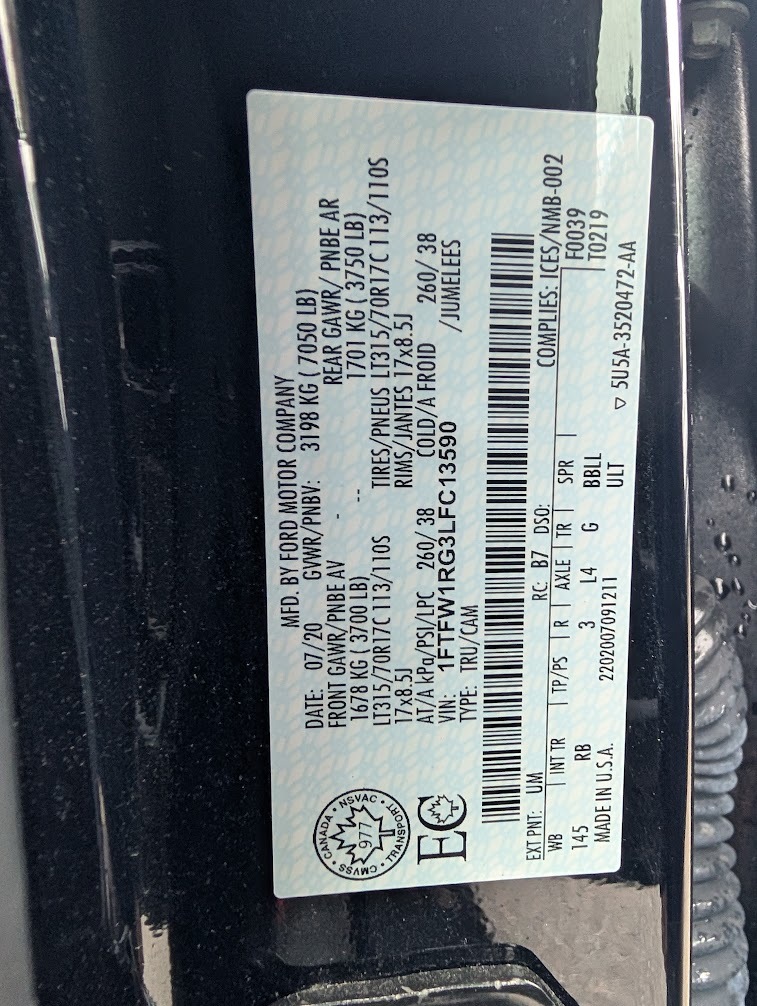 MFD. BY FORD MOTOR COMPANY
DATE: 07/20 GVWR/PNBV: 3198 KG ( 7050 LB)
FRONT GAWR/PNBE AV - REAR GAWR/ PNBE AR
1678 KG ( 3700 LB) -- 1701 KG ( 3750 LB)
LT315/70R17C 113/110S TIRES/PNEUS LT315/70R17C 113/110S
17x8.5J RIMS/JANTES 17x8.5J
AT/A kPa/PSI/LPC 260/ 38 COLD/A FROID 260/ 38
VIN: 1FTFW1RG3LFC13590 /JUMELEES
TYPE: TRU/CAM
CANADA · NSVAC · TRANSPORT · CMVSS ·
977
EC
EXT PNT: UM RC: B7 DSO: COMPLIES: ICES/NMB-002
WB | INT TR | TP/PS | R | AXLE | TR | SPR | F0039
145 RB 3 L4 G BBLL T0219
MADE IN U.S.A. 2202007091211 ULT
▽ 5U5A-3520472-AA